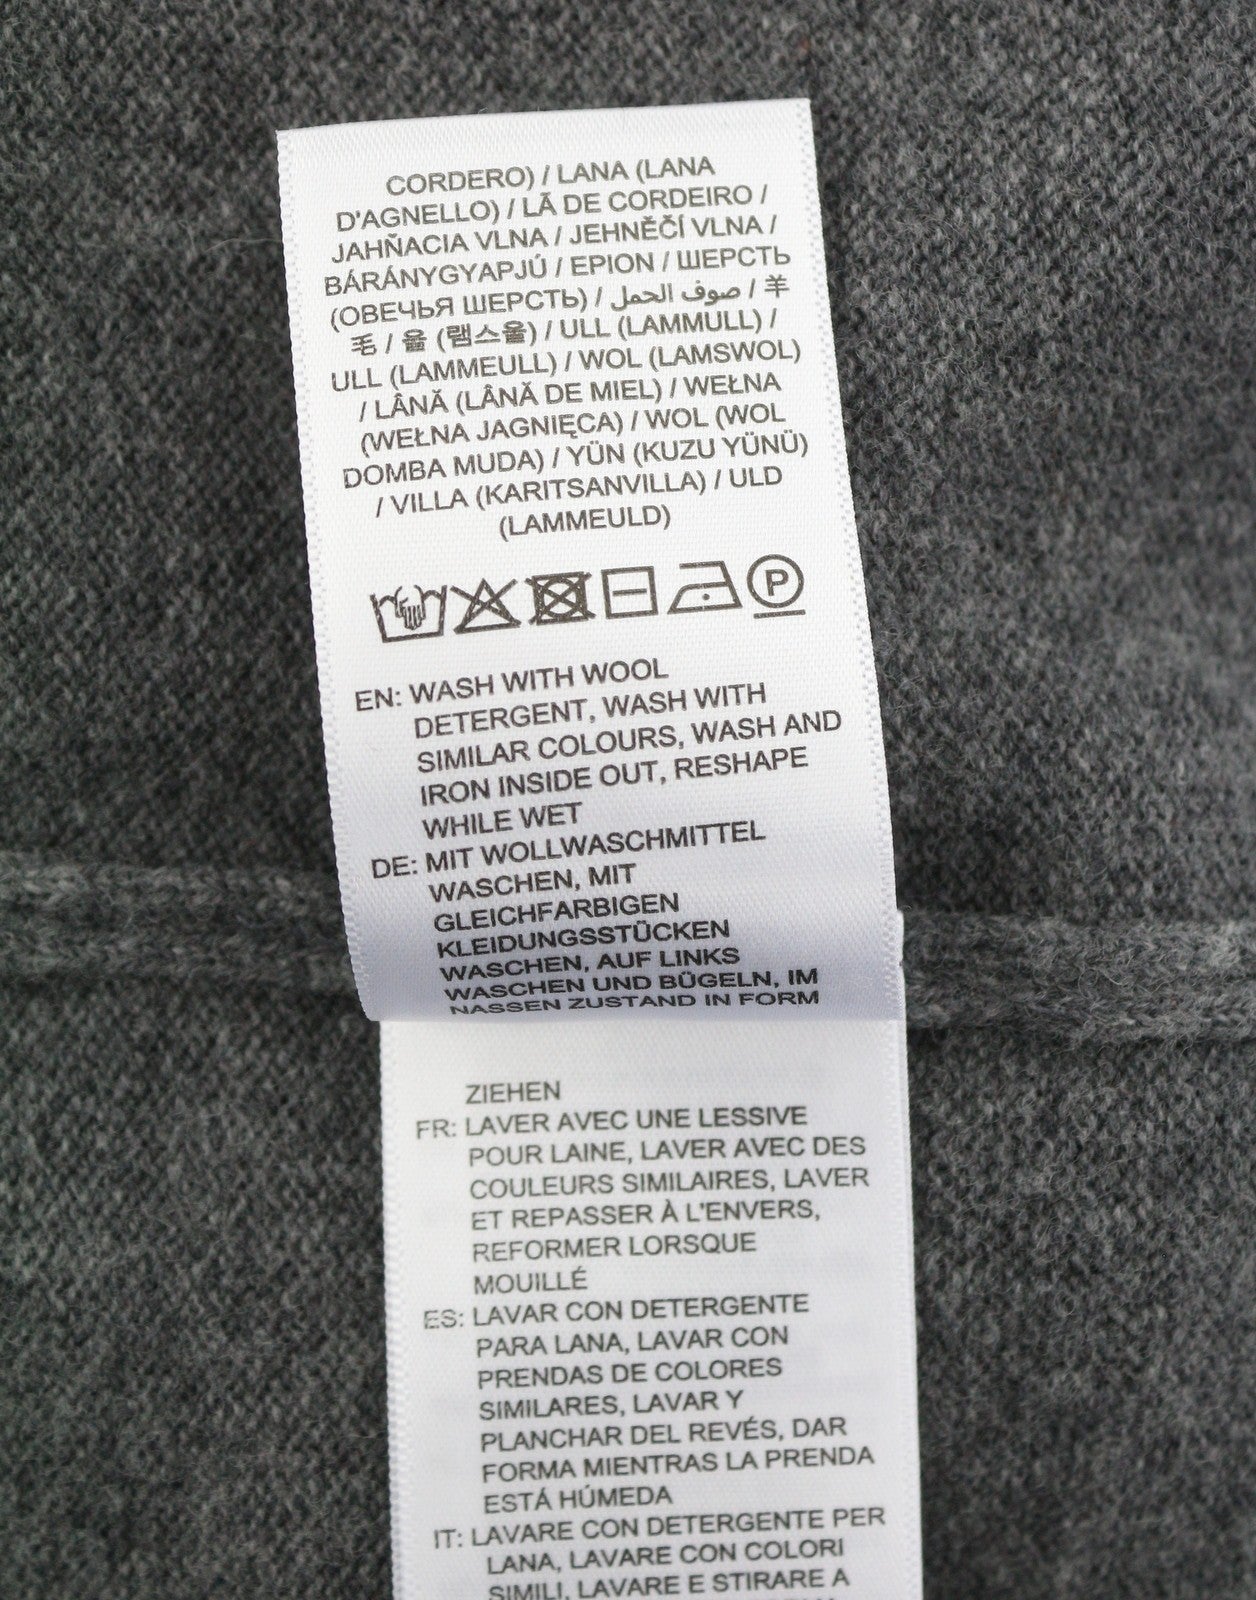 CORDERO) / LANA (LANA
D'AGNELLO) / LÃ DE CORDEIRO /
JAHŇACIA VLNA / JEHNĚČÍ VLNA /
BÁRÁNYGYAPJÚ / EPION / ШЕРСТЬ
(ОВЕЧЬЯ ШЕРСТЬ) / صوف الحمل / 羊
毛 / 울 (램스울) / ULL (LAMMULL) /
ULL (LAMMEULL) / WOL (LAMSWOL)
/ LÂNĂ (LÂNĂ DE MIEL) / WEŁNA
(WEŁNA JAGNIĘCA) / WOL (WOL
DOMBA MUDA) / YÜN (KUZU YÜNÜ)
/ VILLA (KARITSANVILLA) / ULD
(LAMMEULD)
P
EN: WASH WITH WOOL
DETERGENT, WASH WITH
SIMILAR COLOURS, WASH AND
IRON INSIDE OUT, RESHAPE
WHILE WET
DE: MIT WOLLWASCHMITTEL
WASCHEN, MIT
GLEICHFARBIGEN
KLEIDUNGSSTÜCKEN
WASCHEN, AUF LINKS
WASCHEN UND BÜGELN, IM
NASSEN ZUSTAND IN FORM
ZIEHEN
FR: LAVER AVEC UNE LESSIVE
POUR LAINE, LAVER AVEC DES
COULEURS SIMILAIRES, LAVER
ET REPASSER À L'ENVERS,
REFORMER LORSQUE
MOUILLÉ
ES: LAVAR CON DETERGENTE
PARA LANA, LAVAR CON
PRENDAS DE COLORES
SIMILARES, LAVAR Y
PLANCHAR DEL REVÉS, DAR
FORMA MIENTRAS LA PRENDA
ESTÁ HÚMEDA
IT: LAVARE CON DETERGENTE PER
LANA, LAVARE CON COLORI
SIMILI, LAVARE E STIRARE A